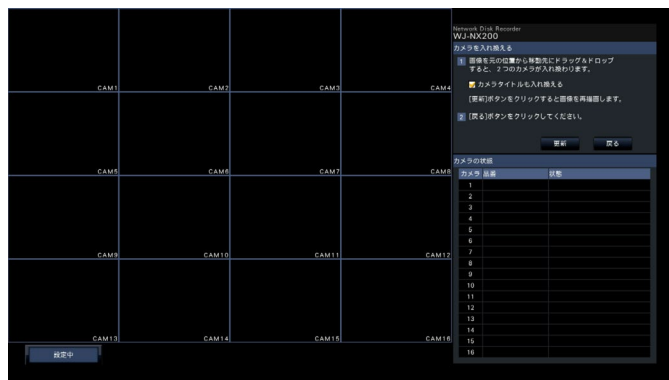 CAM1 CAM2 CAM3 CAM4
CAM5 CAM6 CAM7 CAM8
CAM9 CAM10 CAM11 CAM12
CAM13 CAM14 CAM15 CAM16
設定中
Network Disk Recorder
WJ-NX200
カメラを入れ換える
1 画像を元の位置から移動先にドラッグ＆ドロップ
すると、２つのカメラが入れ換わります。
カメラタイトルも入れ換える
[更新]ボタンをクリックすると画像を再描画します。
2 [戻る]ボタンをクリックしてください。
更新 戻る
カメラの状態
カメラ 品番 状態
1
2
3
4
5
6
7
8
9
10
11
12
13
14
15
16